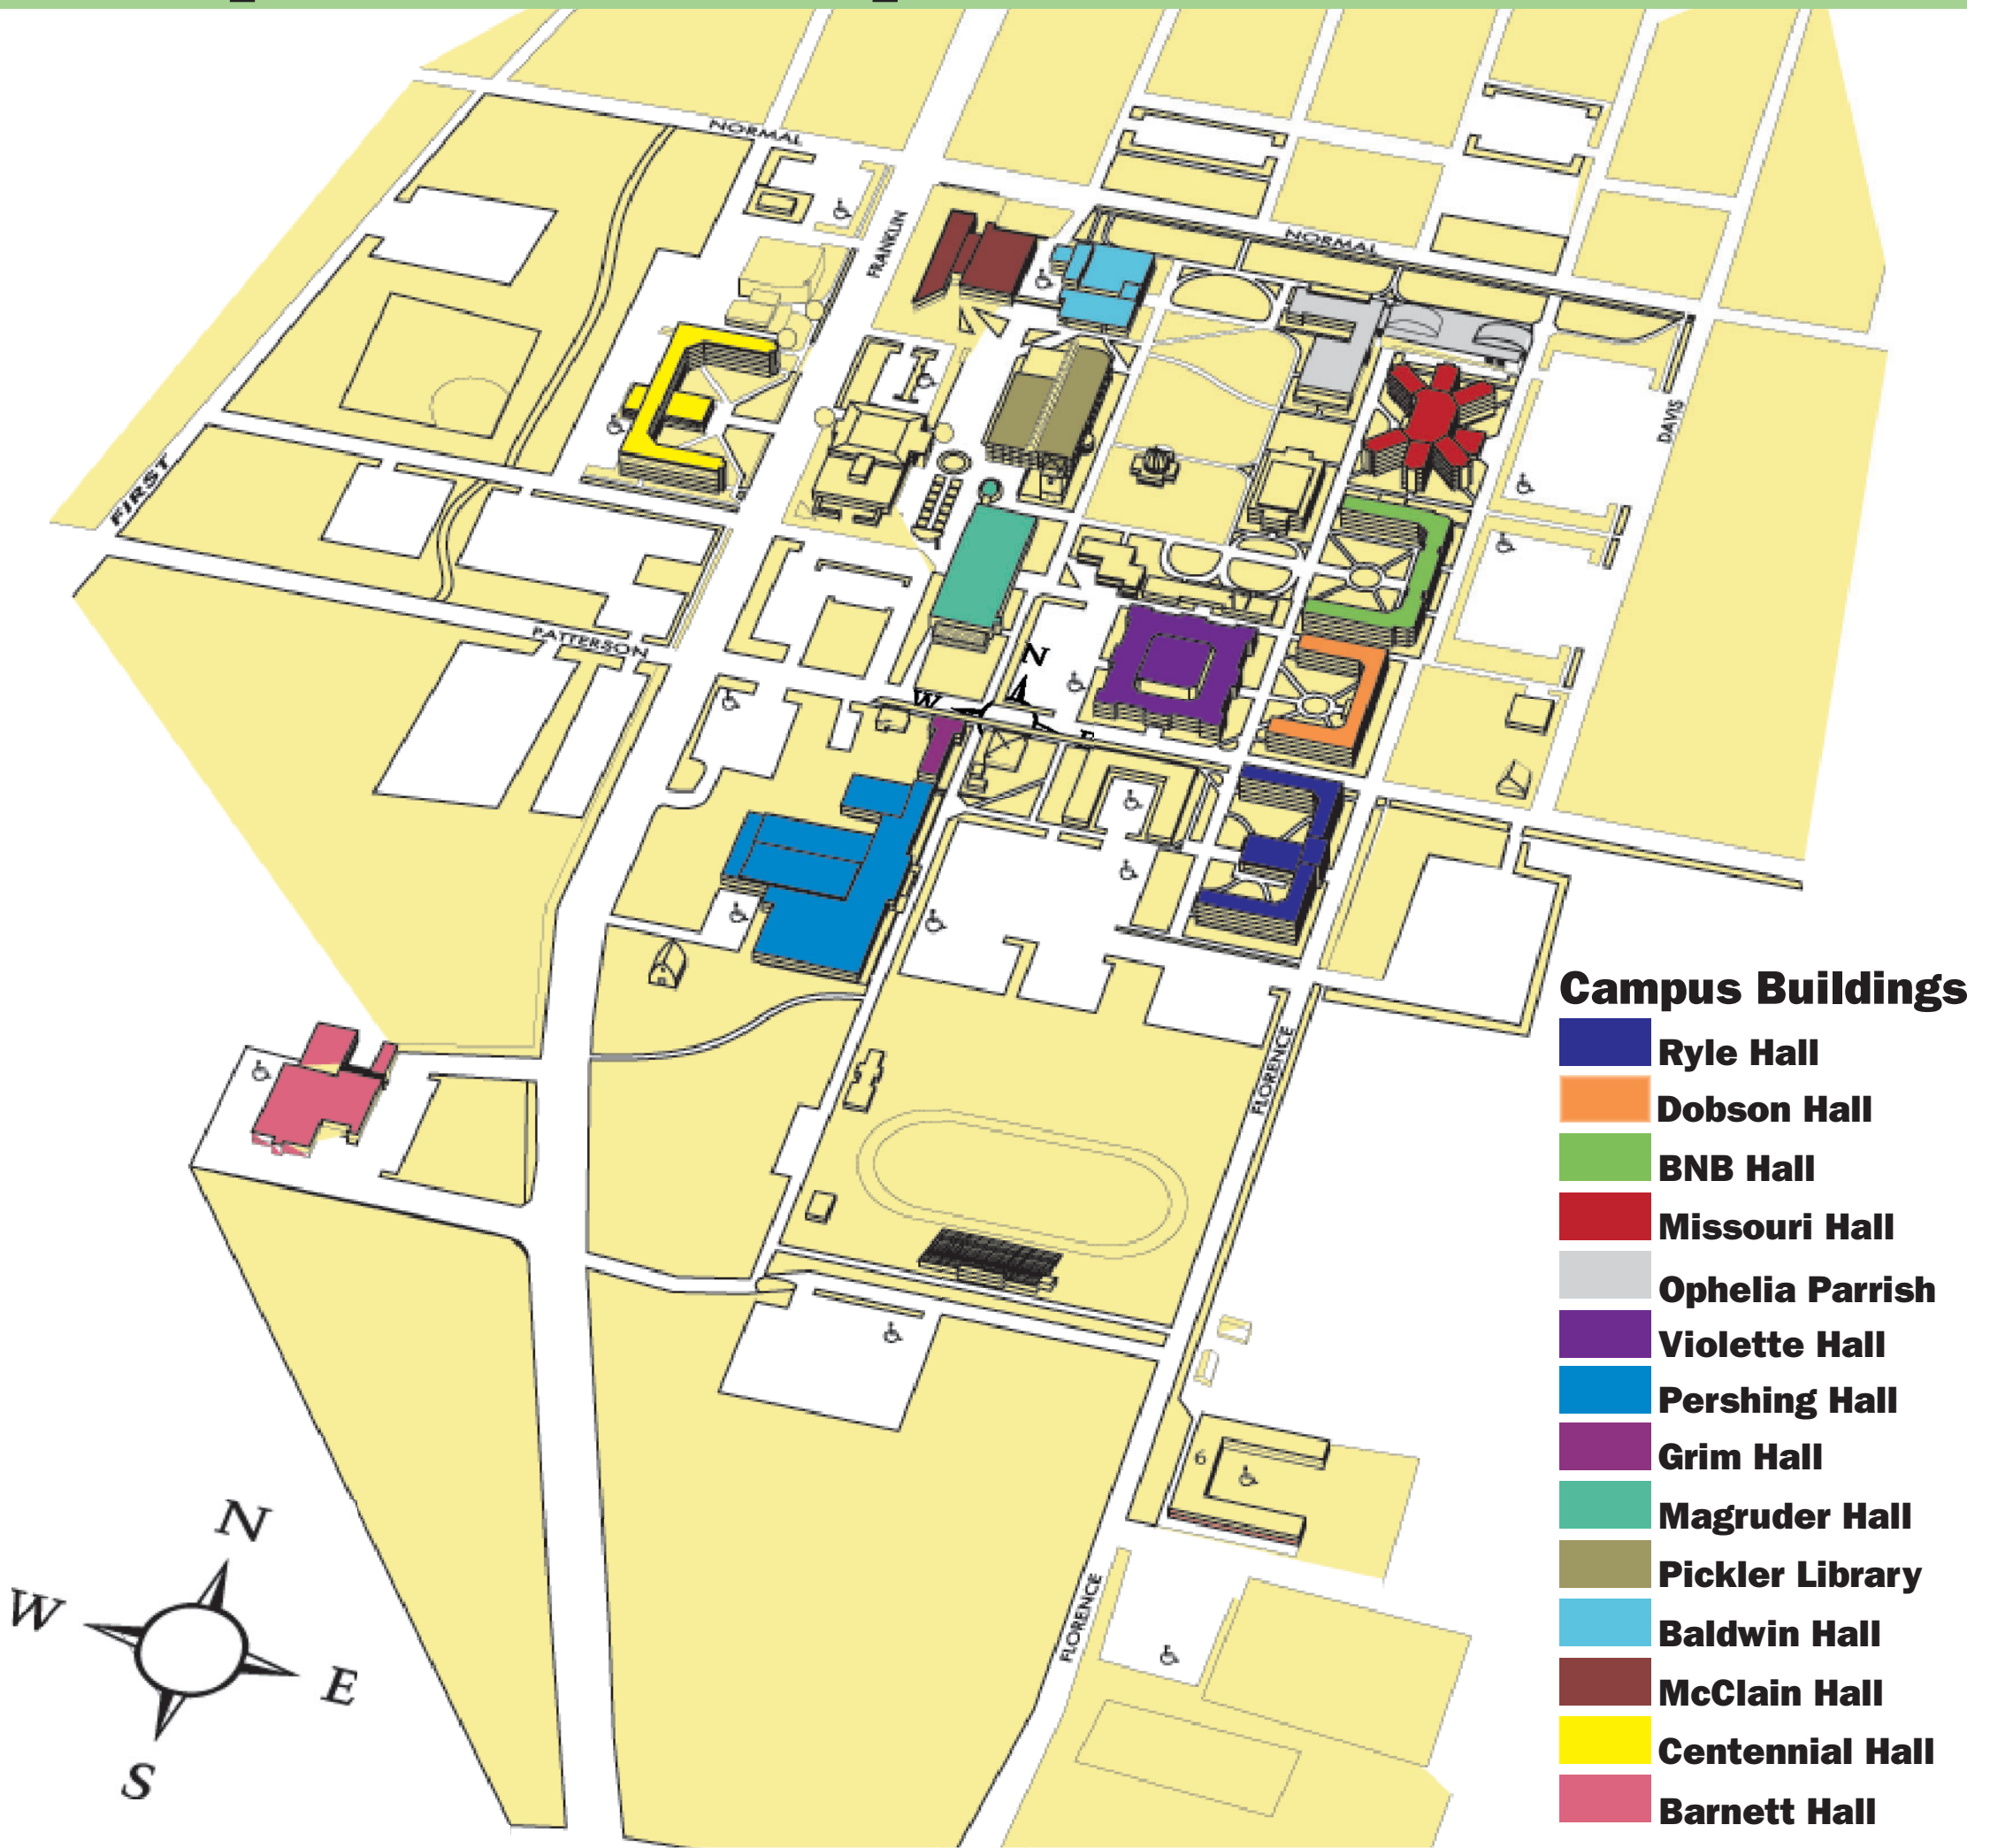 NORMAL
FRANKLIN
NORMAL
DAVIS
FIRST
PATTERSON
N
W
E
FLORENCE
6
FLORENCE
N
W
E
S
Campus Buildings
Ryle Hall
Dobson Hall
BNB Hall
Missouri Hall
Ophelia Parrish
Violette Hall
Pershing Hall
Grim Hall
Magruder Hall
Pickler Library
Baldwin Hall
McClain Hall
Centennial Hall
Barnett Hall